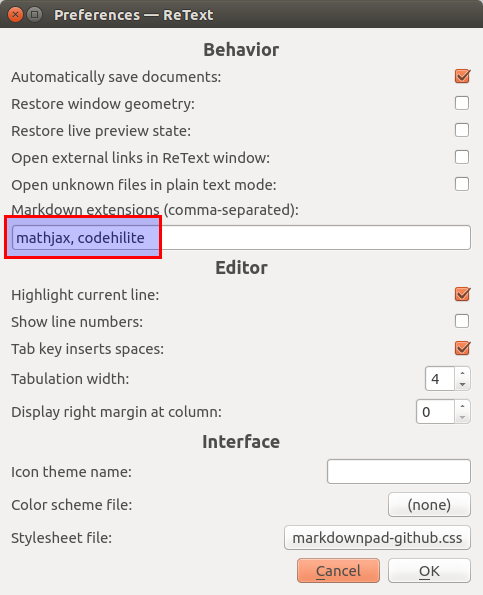 Preferences — ReText
Behavior
Automatically save documents:
Restore window geometry:
Restore live preview state:
Open external links in ReText window:
Open unknown files in plain text mode:
Markdown extensions (comma-separated):
mathjax, codehilite
Editor
Highlight current line:
Show line numbers:
Tab key inserts spaces:
Tabulation width: 4
Display right margin at column: 0
Interface
Icon theme name:
Color scheme file: (none)
Stylesheet file: markdownpad-github.css
Cancel OK